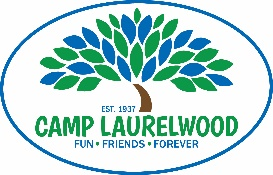 EST. 1937
CAMP LAURELWOOD
FUN • FRIENDS • FOREVER